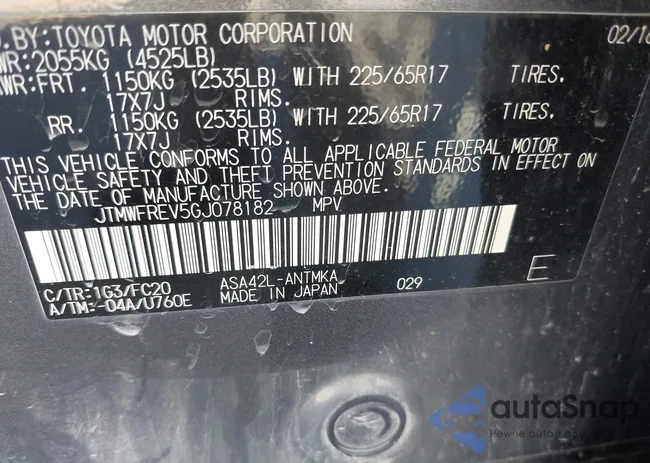 D.BY:TOYOTA MOTOR CORPORATION 02/16
WR:2055KG (4525LB)
WR:FRT. 1150KG (2535LB) WITH 225/65R17 TIRES,
17X7J RIMS.
RR. 1150KG (2535LB) WITH 225/65R17 TIRES,
17X7J RIMS.
THIS VEHICLE CONFORMS TO ALL APPLICABLE FEDERAL MOTOR
VEHICLE SAFETY AND THEFT PREVENTION STANDARDS IN EFFECT ON
THE DATE OF MANUFACTURE SHOWN ABOVE.
JTMWFREV5GJ078182 MPV
C/TR:1G3/FC20 ASA42L-ANTMKA 029 E
A/TM:-04A/U760E MADE IN JAPAN
autoSnap
Pewne auto z